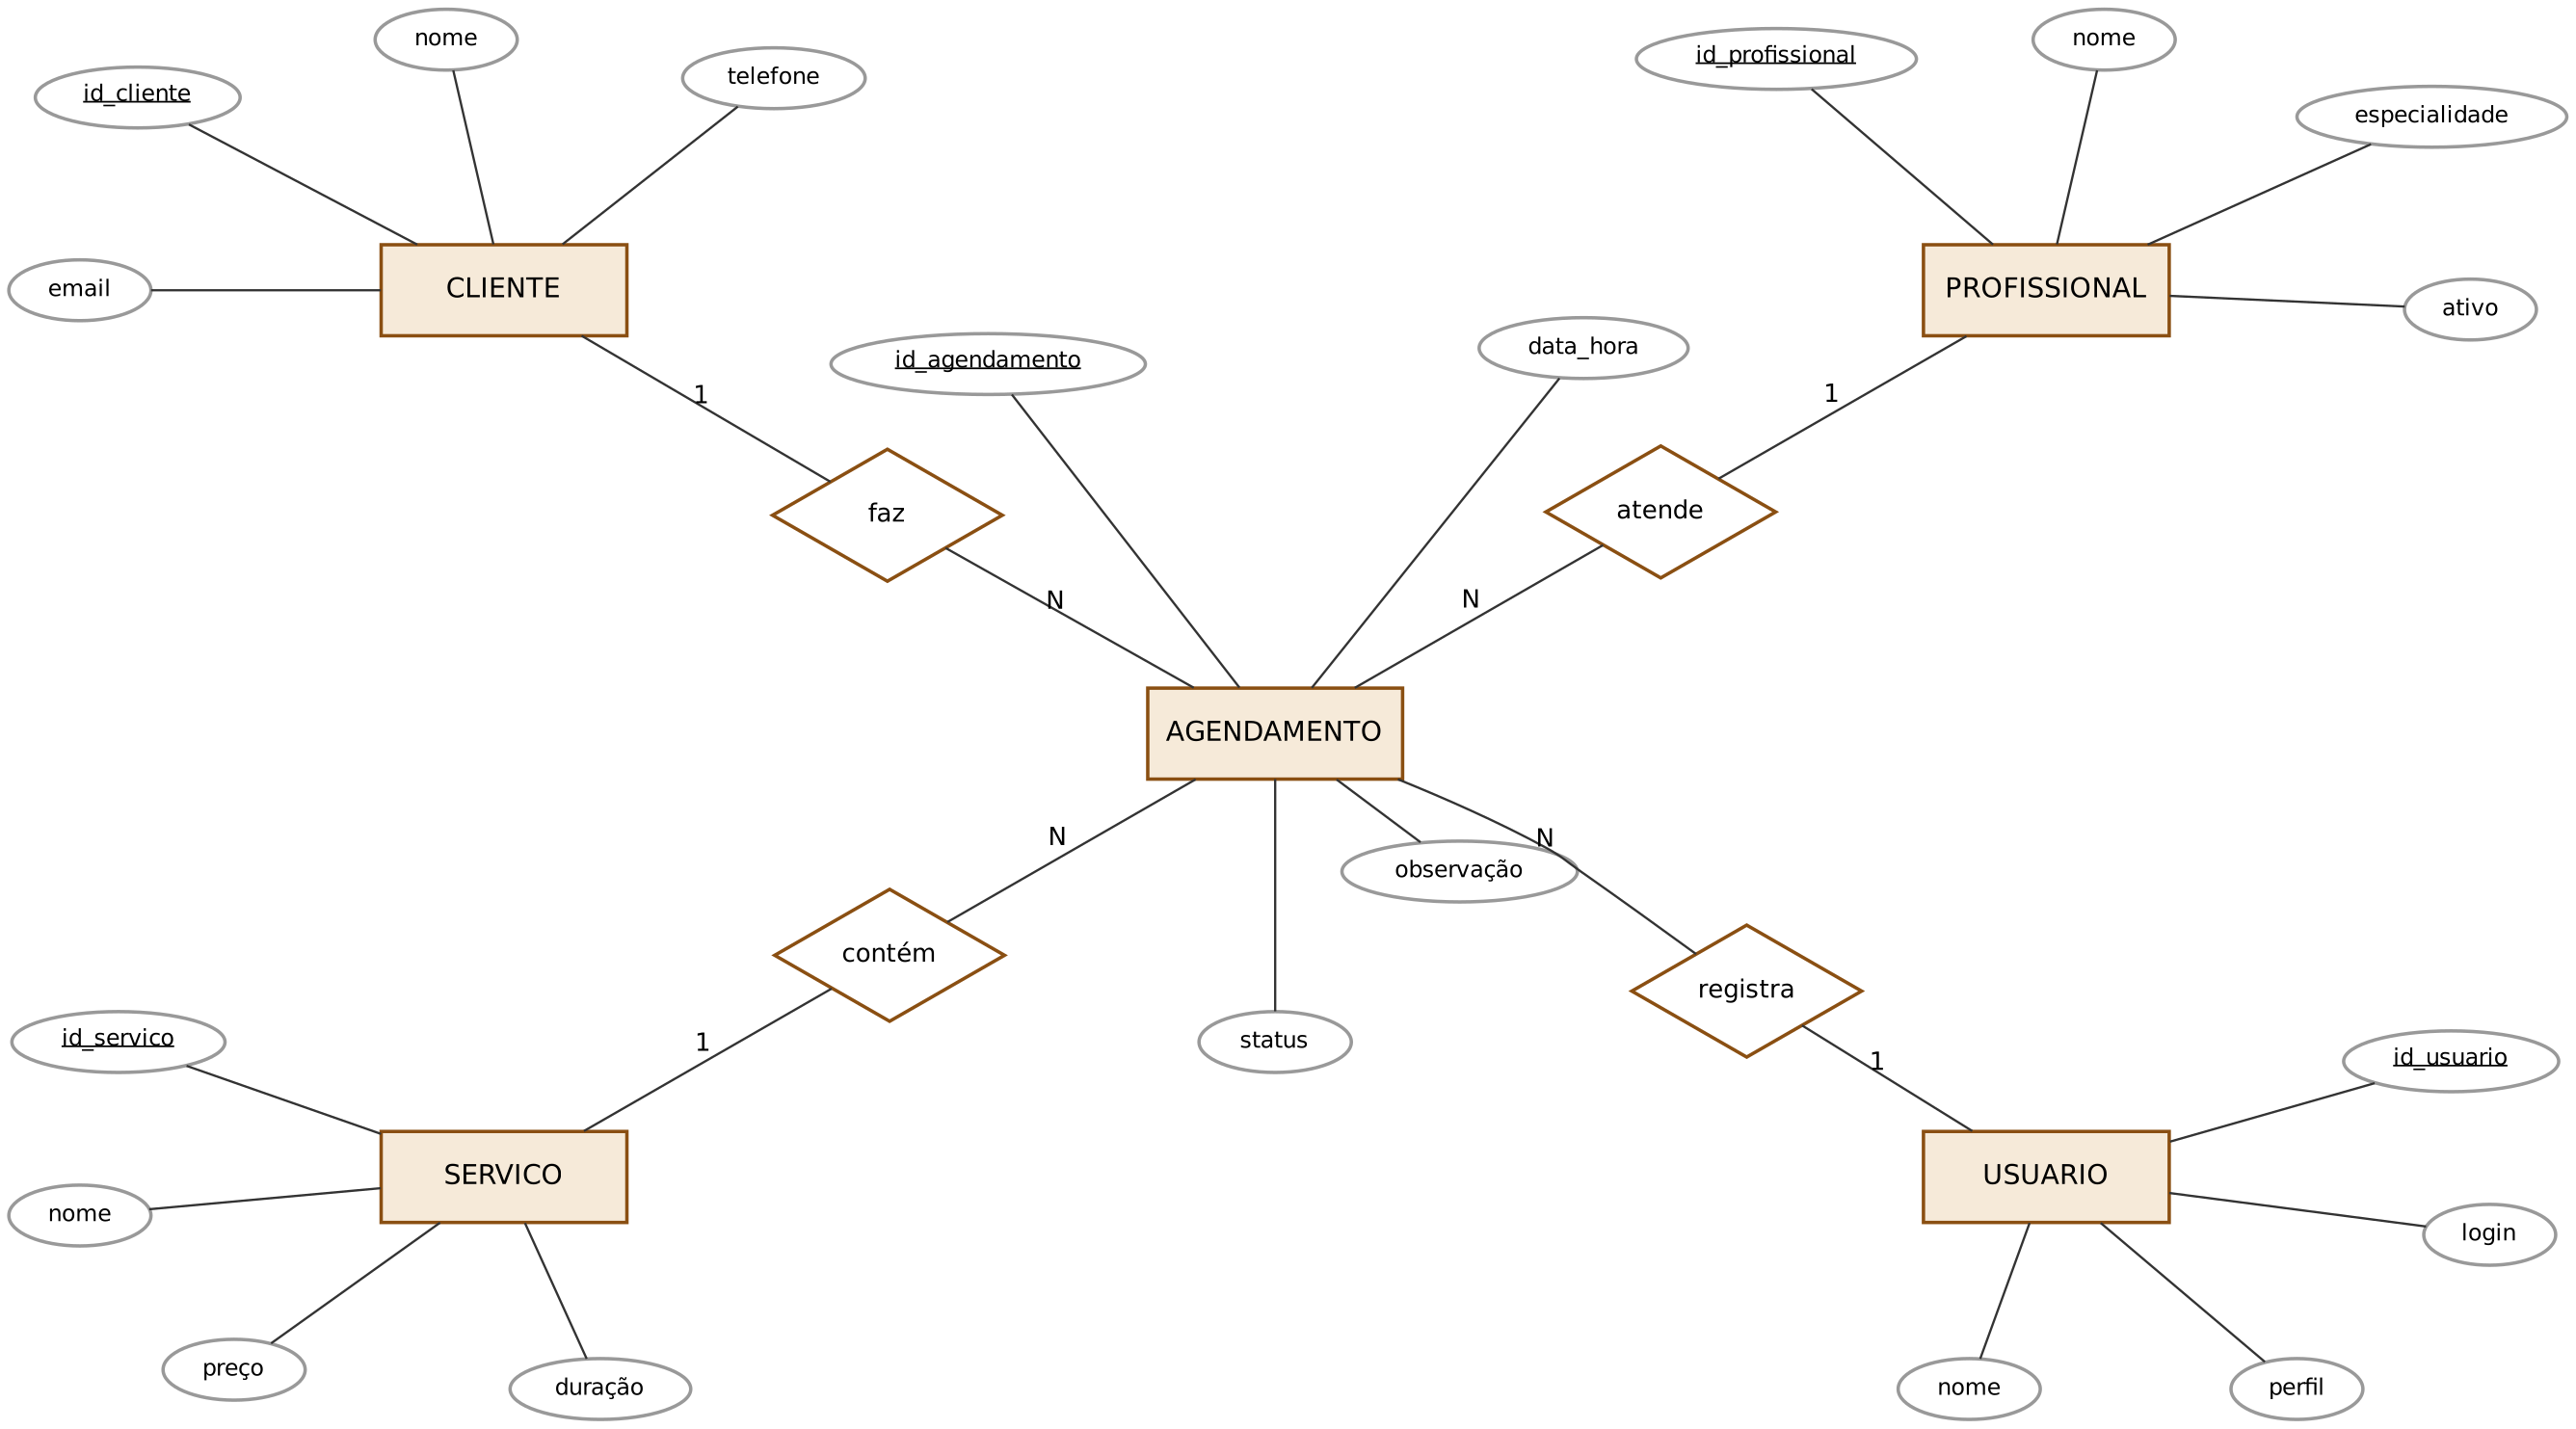 nome
nome
id_profissional
telefone
id_cliente
especialidade
email
CLIENTE
PROFISSIONAL
ativo
id_agendamento
data_hora
1
1
faz
atende
N
N
AGENDAMENTO
N
N
observação
contém
registra
id_servico
1
status
1
id_usuario
SERVICO
USUARIO
nome
login
preço
duração
nome
perfil